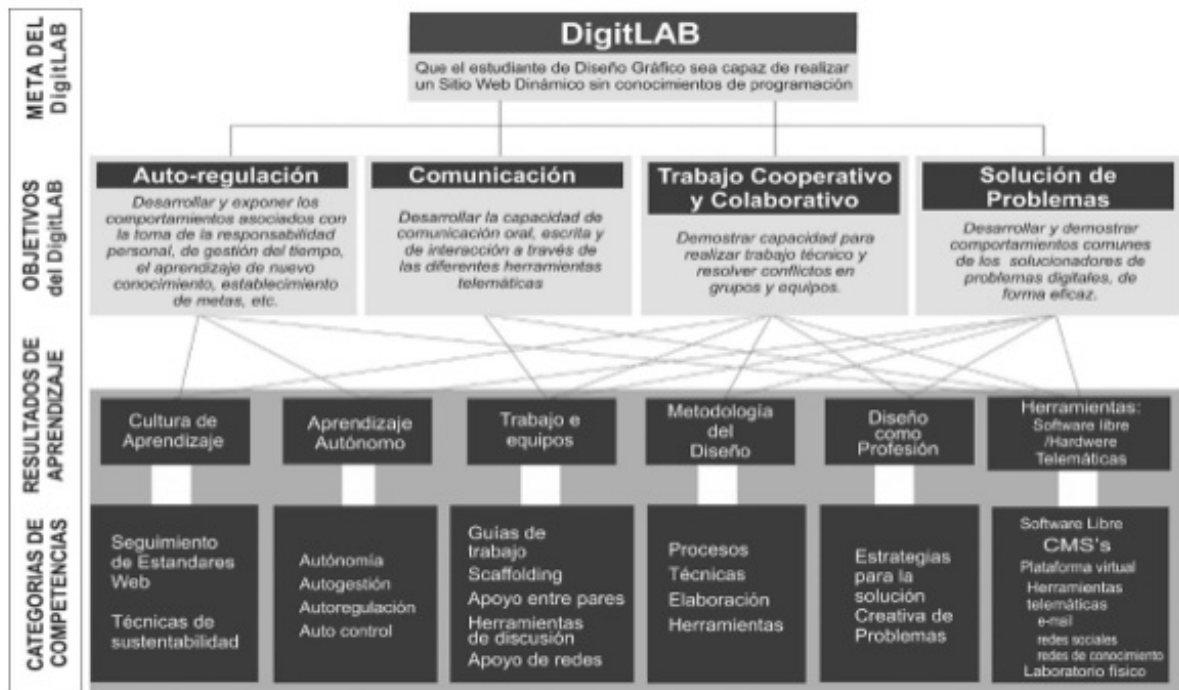 META DEL
DigitLAB
DigitLAB
Que el estudiante de Diseño Gráfico sea capaz de realizar
un Sitio Web Dinámico sin conocimientos de programación
OBJETIVOS
del DigitLAB
Auto-regulación
Desarrollar y exponer los
comportamientos asociados con
la toma de la responsabilidad
personal, de gestión del tiempo,
el aprendizaje de nuevo
conocimiento, establecimiento
de metas, etc.
Comunicación
Desarrollar la capacidad de
comunicación oral, escrita y
de interacción a través de
las diferentes herramientas
telemáticas
Trabajo Cooperativo
y Colaborativo
Demostrar capacidad para
realizar trabajo técnico y
resolver conflictos en
grupos y equipos.
Solución de
Problemas
Desarrollar y demostrar
comportamientos comunes
de los solucionadores de
problemas digitales, de
forma eficaz.
RESULTADOS DE
APRENDIZAJE
Cultura de
Aprendizaje
Aprendizaje
Autónomo
Trabajo e
equipos
Metodología
del
Diseño
Diseño
como
Profesión
Herramientas:
Software libre
/Hardwere
Telemáticas
CATEGORIAS DE
COMPETENCIAS
Seguimiento
de Estandares
Web
Técnicas de
sustentabilidad
Autónomía
Autogestión
Autoregulación
Auto control
Guías de
trabajo
Scaffolding
Apoyo entre pares
Herramientas
de discusión
Apoyo de redes
Procesos
Técnicas
Elaboración
Herramientas
Estrategias
para la
solución
Creativa de
Problemas
Software Libre
CMS's
Plataforma virtual
Herramientas
telemáticas
e-mail
redes sociales
redes de conocimiento
Laboratorio físico